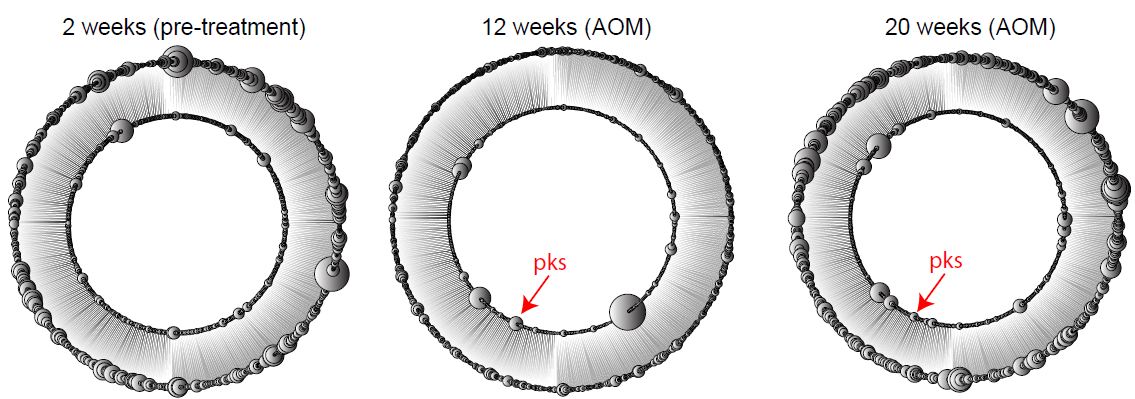 2 weeks (pre-treatment)
12 weeks (AOM)
20 weeks (AOM)
pks
pks